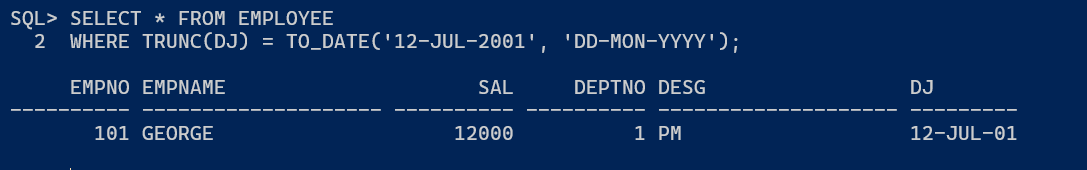 SQL> SELECT * FROM EMPLOYEE
  2  WHERE TRUNC(DJ) = TO_DATE('12-JUL-2001', 'DD-MON-YYYY');

     EMPNO EMPNAME                     SAL     DEPTNO DESG                 DJ
---------- -------------------- ---------- ---------- -------------------- ---------
       101 GEORGE                    12000          1 PM                   12-JUL-01